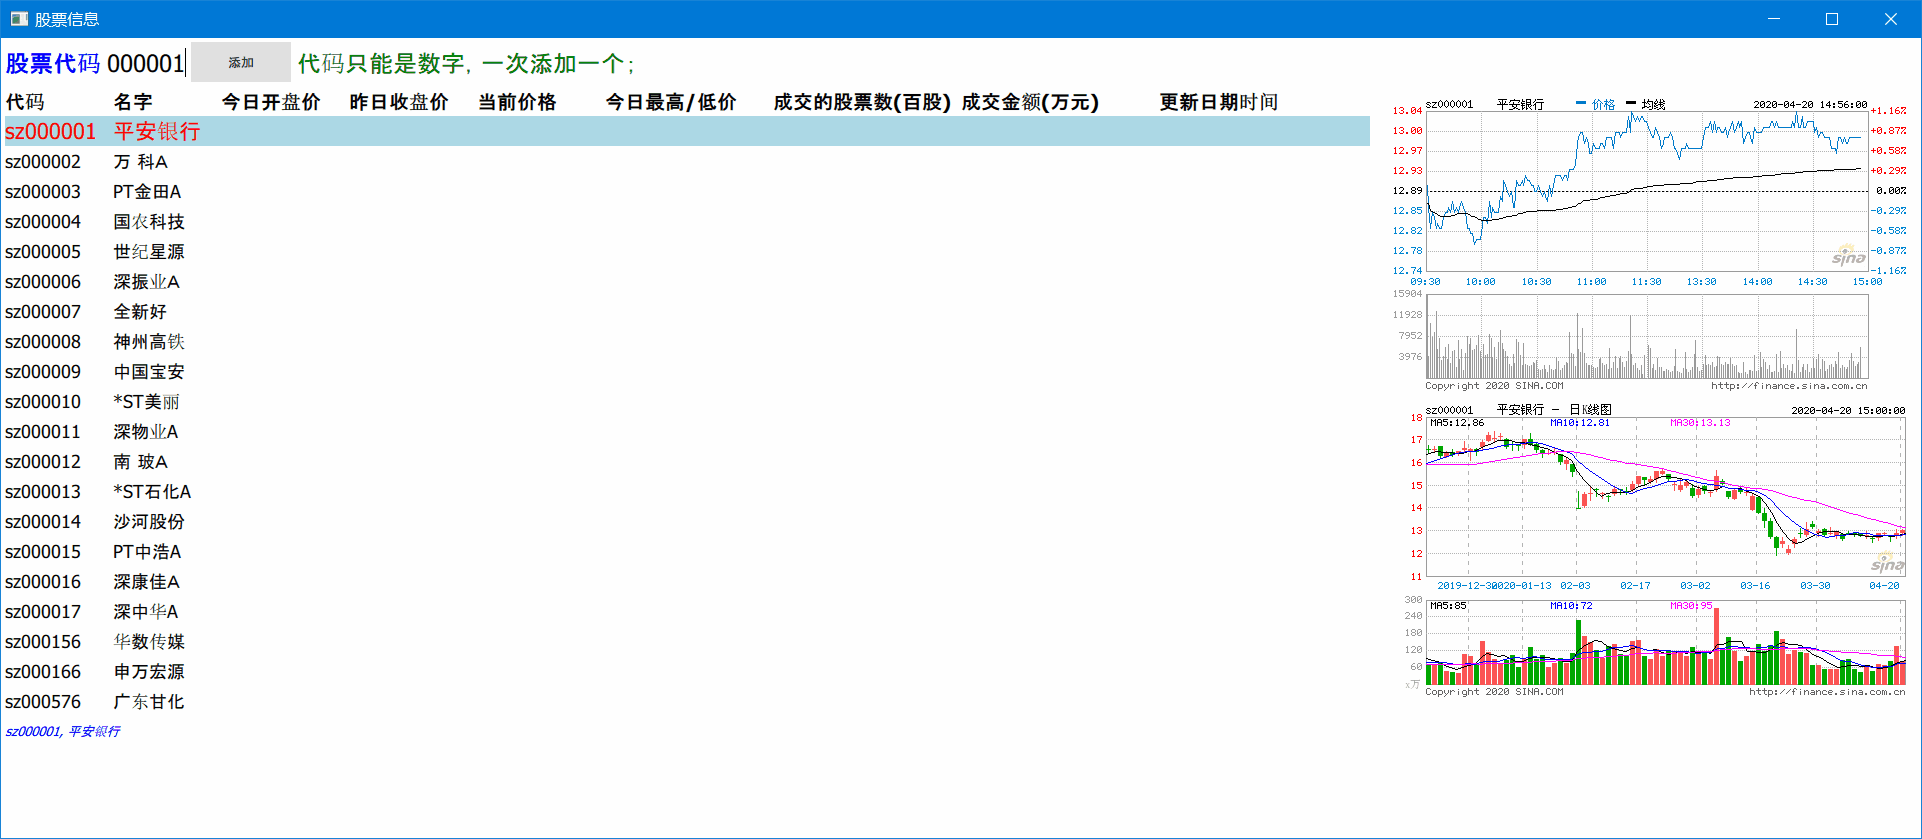 股票信息
股票代码 000001 添加 代码只能是数字, 一次添加一个;
代码 名字 今日开盘价 昨日收盘价 当前价格 今日最高/低价 成交的股票数(百股) 成交金额(万元) 更新日期时间
sz000001 平安银行
sz000002 万 科A
sz000003 PT金田A
sz000004 国农科技
sz000005 世纪星源
sz000006 深振业A
sz000007 全新好
sz000008 神州高铁
sz000009 中国宝安
sz000010 *ST美丽
sz000011 深物业A
sz000012 南 玻A
sz000013 *ST石化A
sz000014 沙河股份
sz000015 PT中浩A
sz000016 深康佳A
sz000017 深中华A
sz000156 华数传媒
sz000166 申万宏源
sz000576 广东甘化
sz000001, 平安银行
sz000001 平安银行 价格 均线 2020-04-20 14:56:00
13.04 +1.16%
13.00 +0.87%
12.97 +0.58%
12.93 +0.29%
12.89 0.00%
12.85 -0.29%
12.82 -0.58%
12.78 -0.87%
sina
12.74 -1.16%
09:30 10:00 10:30 11:00 11:30 13:30 14:00 14:30 15:00
15904
11928
7952
3976
Copyright 2020 SINA.COM http://finance.sina.com.cn
sz000001 平安银行 - 日K线图 2020-04-20 15:00:00
18
MA5:12.86 MA10:12.81 MA30:13.13
17
16
15
14
13
12
sina
11
2019-12-30 2020-01-13 02-03 02-17 03-02 03-16 03-30 04-20
300
MA5:85 MA10:72 MA30:95
240
180
120
60
x万
Copyright 2020 SINA.COM http://finance.sina.com.cn